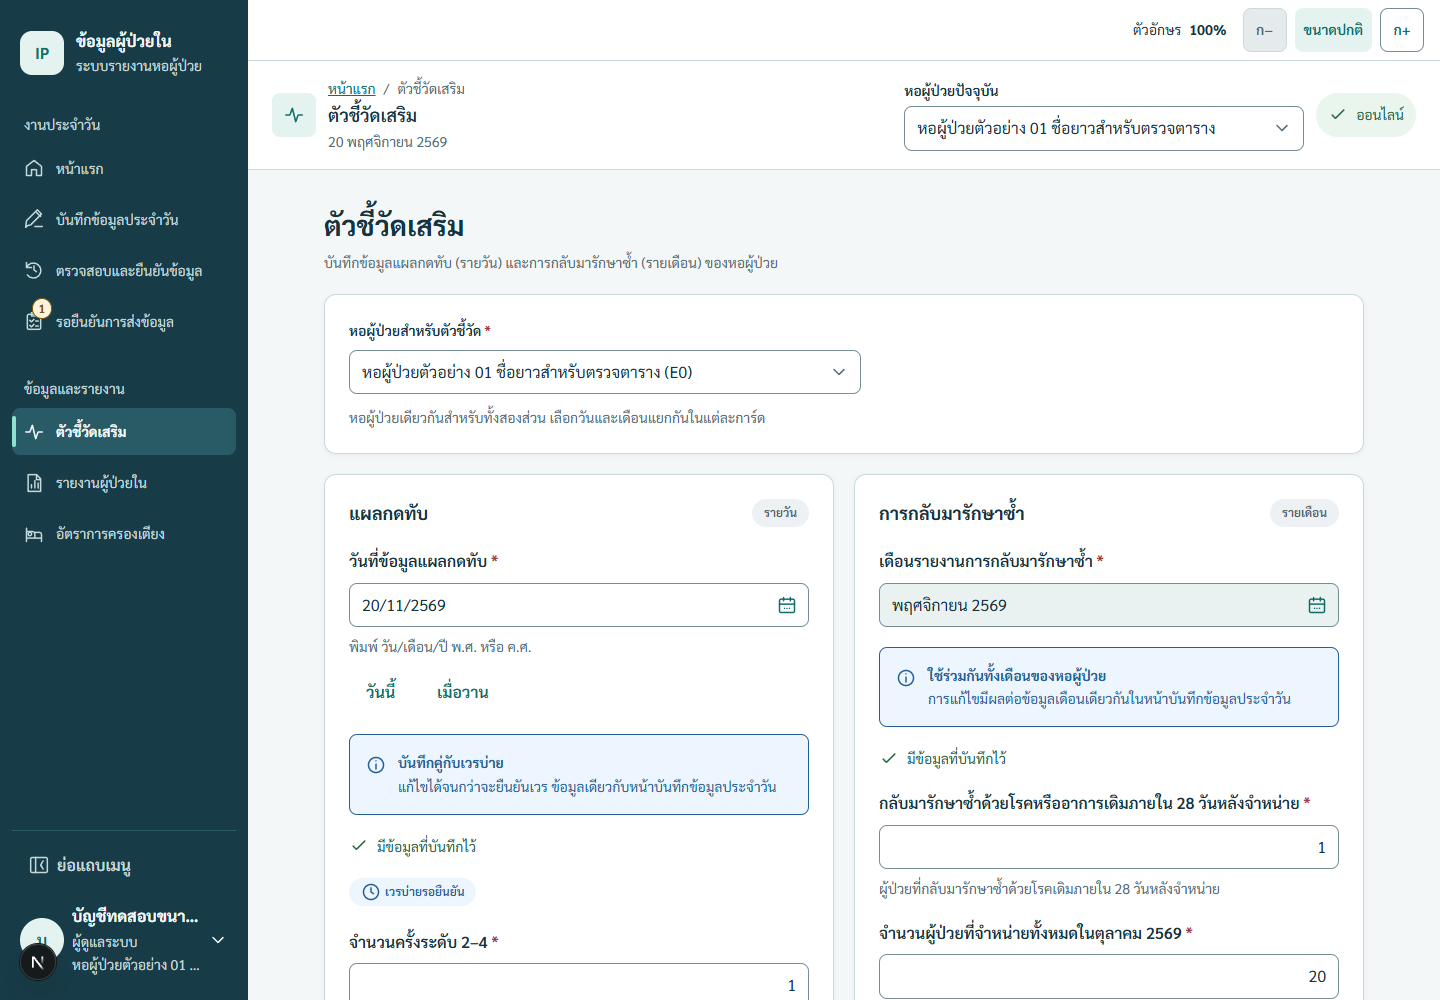 IP
ข้อมูลผู้ป่วยใน
ระบบรายงานหอผู้ป่วย
งานประจำวัน
หน้าแรก
บันทึกข้อมูลประจำวัน
ตรวจสอบและยืนยันข้อมูล
1
รอยืนยันการส่งข้อมูล
ข้อมูลและรายงาน
ตัวชี้วัดเสริม
รายงานผู้ป่วยใน
อัตราการครองเตียง
ย่อแถบเมนู
บัญชีทดสอบขนา...
ผู้ดูแลระบบ
หอผู้ป่วยตัวอย่าง 01 ...
N
ตัวอักษร 100% ก− ขนาดปกติ ก+
หน้าแรก / ตัวชี้วัดเสริม
ตัวชี้วัดเสริม
20 พฤศจิกายน 2569
หอผู้ป่วยปัจจุบัน
หอผู้ป่วยตัวอย่าง 01 ชื่อยาวสำหรับตรวจตาราง
ออนไลน์
ตัวชี้วัดเสริม
บันทึกข้อมูลแผลกดทับ (รายวัน) และการกลับมารักษาซ้ำ (รายเดือน) ของหอผู้ป่วย
หอผู้ป่วยสำหรับตัวชี้วัด *
หอผู้ป่วยตัวอย่าง 01 ชื่อยาวสำหรับตรวจตาราง (E0)
หอผู้ป่วยเดียวกันสำหรับทั้งสองส่วน เลือกวันและเดือนแยกกันในแต่ละการ์ด
แผลกดทับ
รายวัน
วันที่ข้อมูลแผลกดทับ *
20/11/2569
พิมพ์ วัน/เดือน/ปี พ.ศ. หรือ ค.ศ.
วันนี้ เมื่อวาน
บันทึกคู่กับเวรบ่าย
แก้ไขได้จนกว่าจะยืนยันเวร ข้อมูลเดียวกับหน้าบันทึกข้อมูลประจำวัน
มีข้อมูลที่บันทึกไว้
เวรบ่ายรอยืนยัน
จำนวนครั้งระดับ 2–4 *
1
การกลับมารักษาซ้ำ
รายเดือน
เดือนรายงานการกลับมารักษาซ้ำ *
พฤศจิกายน 2569
ใช้ร่วมกันทั้งเดือนของหอผู้ป่วย
การแก้ไขมีผลต่อข้อมูลเดือนเดียวกันในหน้าบันทึกข้อมูลประจำวัน
มีข้อมูลที่บันทึกไว้
กลับมารักษาซ้ำด้วยโรคหรืออาการเดิมภายใน 28 วันหลังจำหน่าย *
1
ผู้ป่วยที่กลับมารักษาซ้ำด้วยโรคเดิมภายใน 28 วันหลังจำหน่าย
จำนวนผู้ป่วยที่จำหน่ายทั้งหมดในตุลาคม 2569 *
20